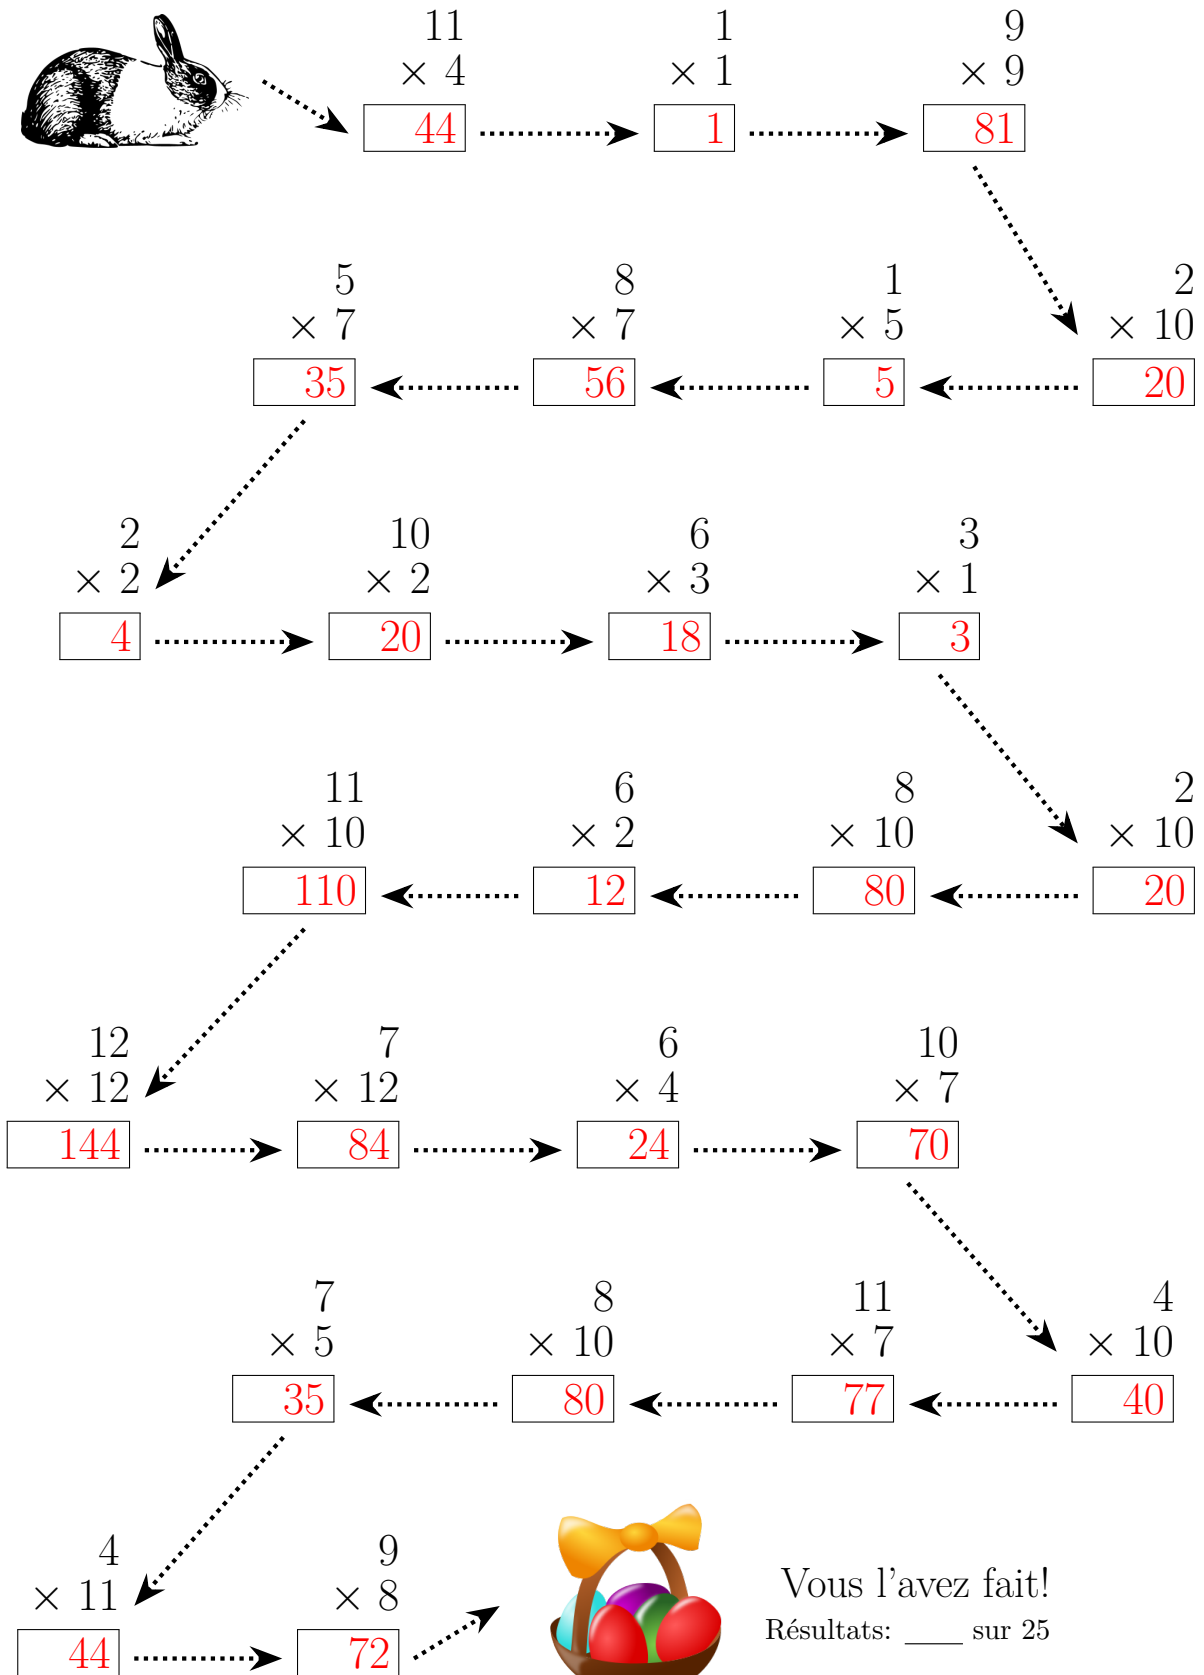 11 1 9
× 4 × 1 × 9
44 1 81
5 8 1 2
× 7 × 7 × 5 × 10
35 56 5 20
2 10 6 3
× 2 × 2 × 3 × 1
4 20 18 3
11 6 8 2
× 10 × 2 × 10 × 10
110 12 80 20
12 7 6 10
× 12 × 12 × 4 × 7
144 84 24 70
7 8 11 4
× 5 × 10 × 7 × 10
35 80 77 40
4 9
× 11 × 8
44 72
Vous l'avez fait!
Résultats: ____ sur 25